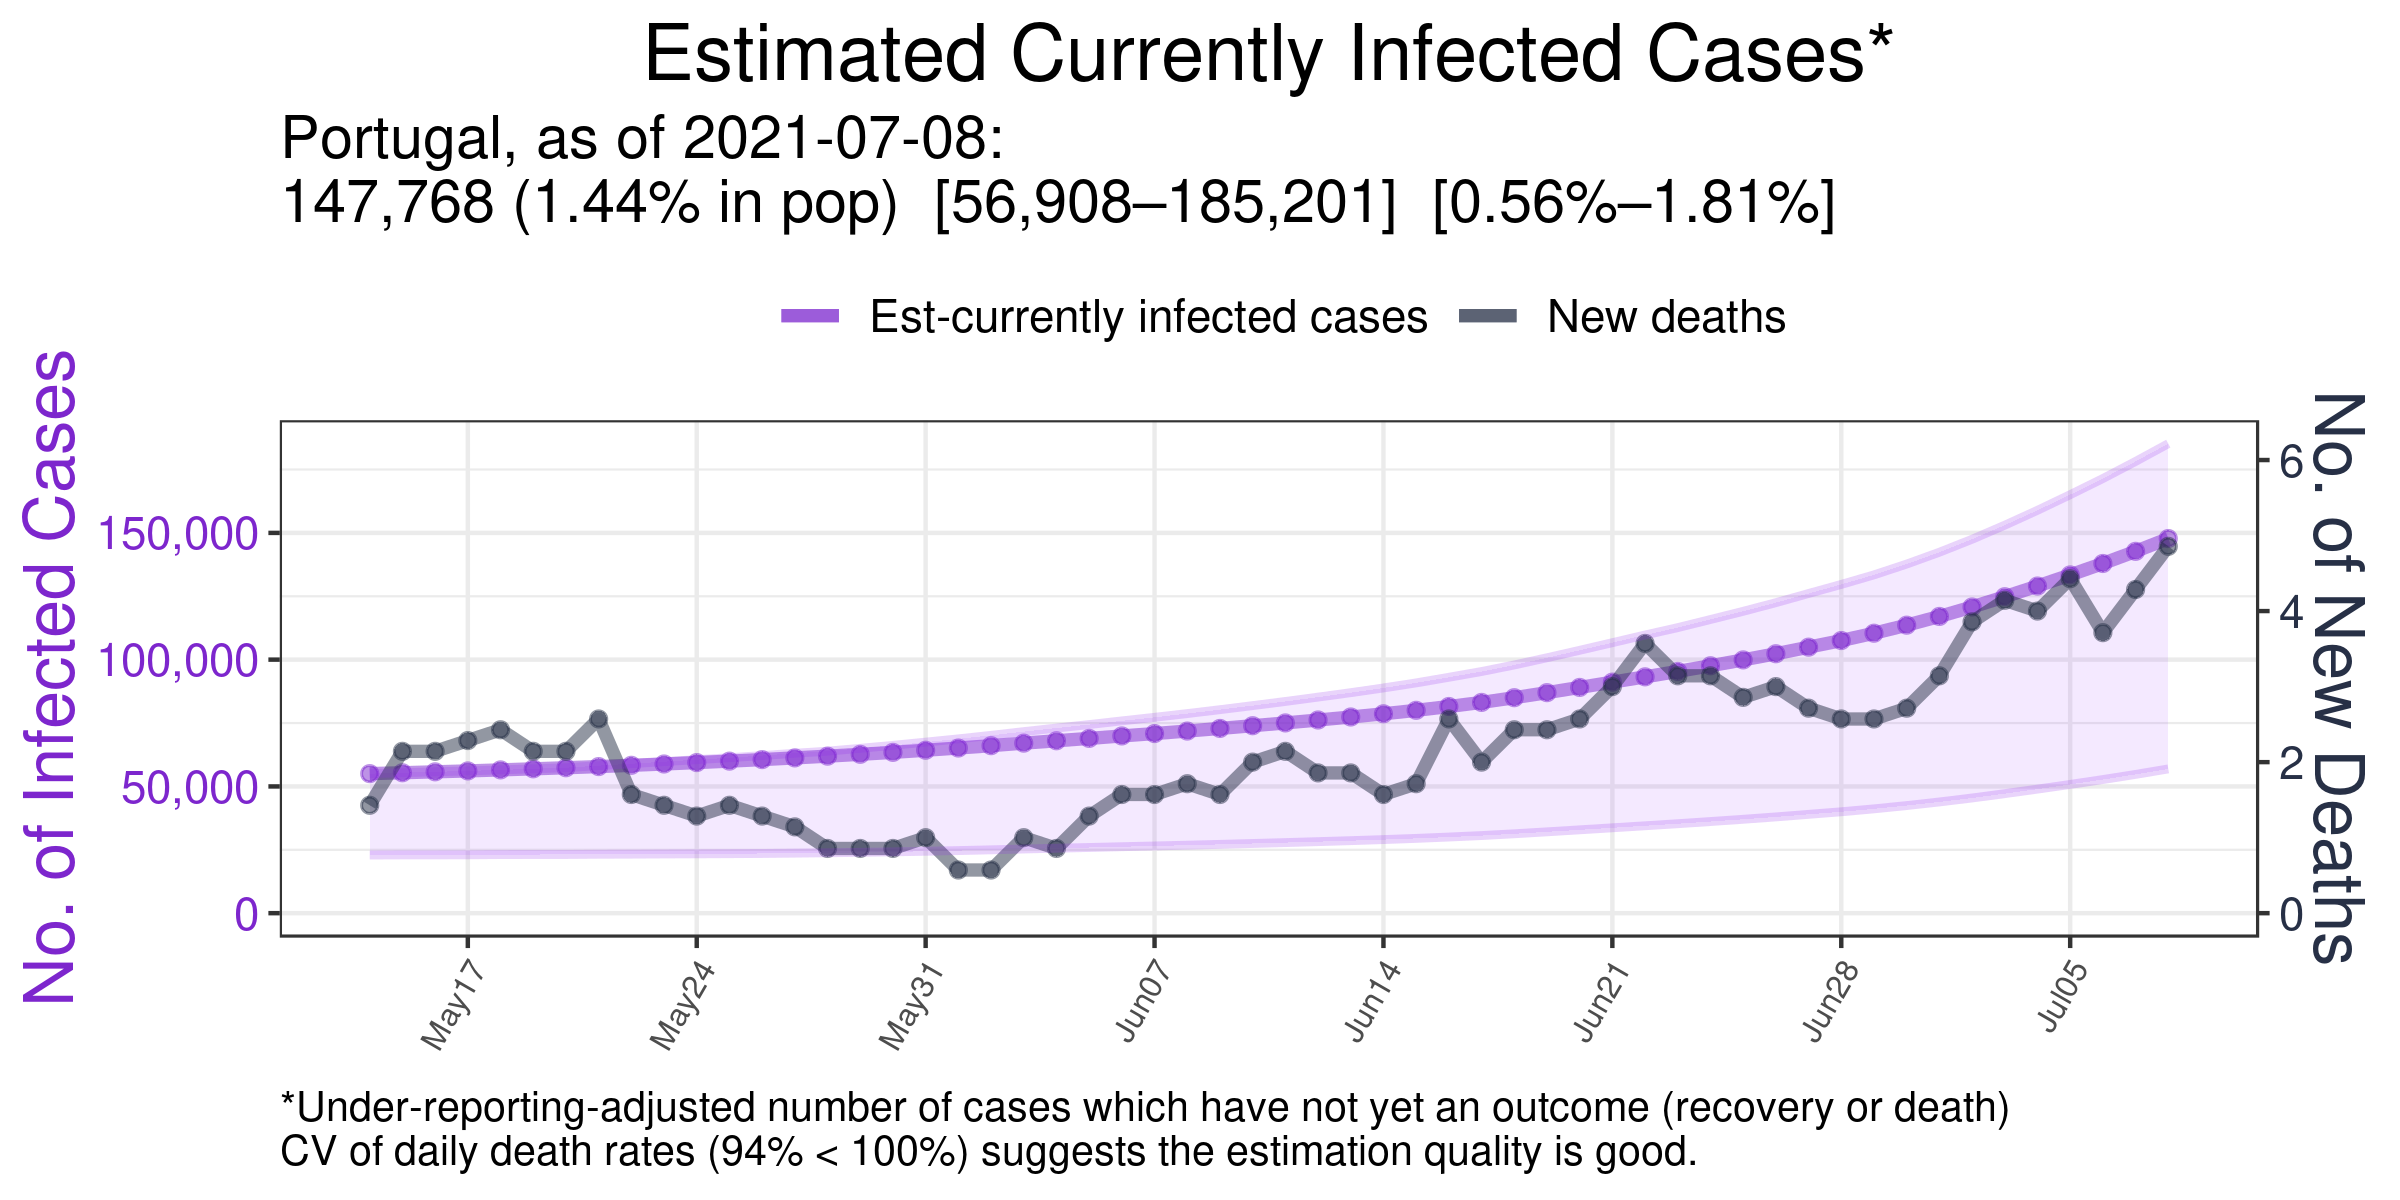 Estimated Currently Infected Cases*
Portugal, as of 2021-07-08:
147,768 (1.44% in pop)  [56,908–185,201]  [0.56%–1.81%]
Est-currently infected cases
New deaths
No. of Infected Cases
150,000
100,000
50,000
0
6
4
2
0
No. of New Deaths
May17
May24
May31
Jun07
Jun14
Jun21
Jun28
Jul05
*Under-reporting-adjusted number of cases which have not yet an outcome (recovery or death)
CV of daily death rates (94% < 100%) suggests the estimation quality is good.